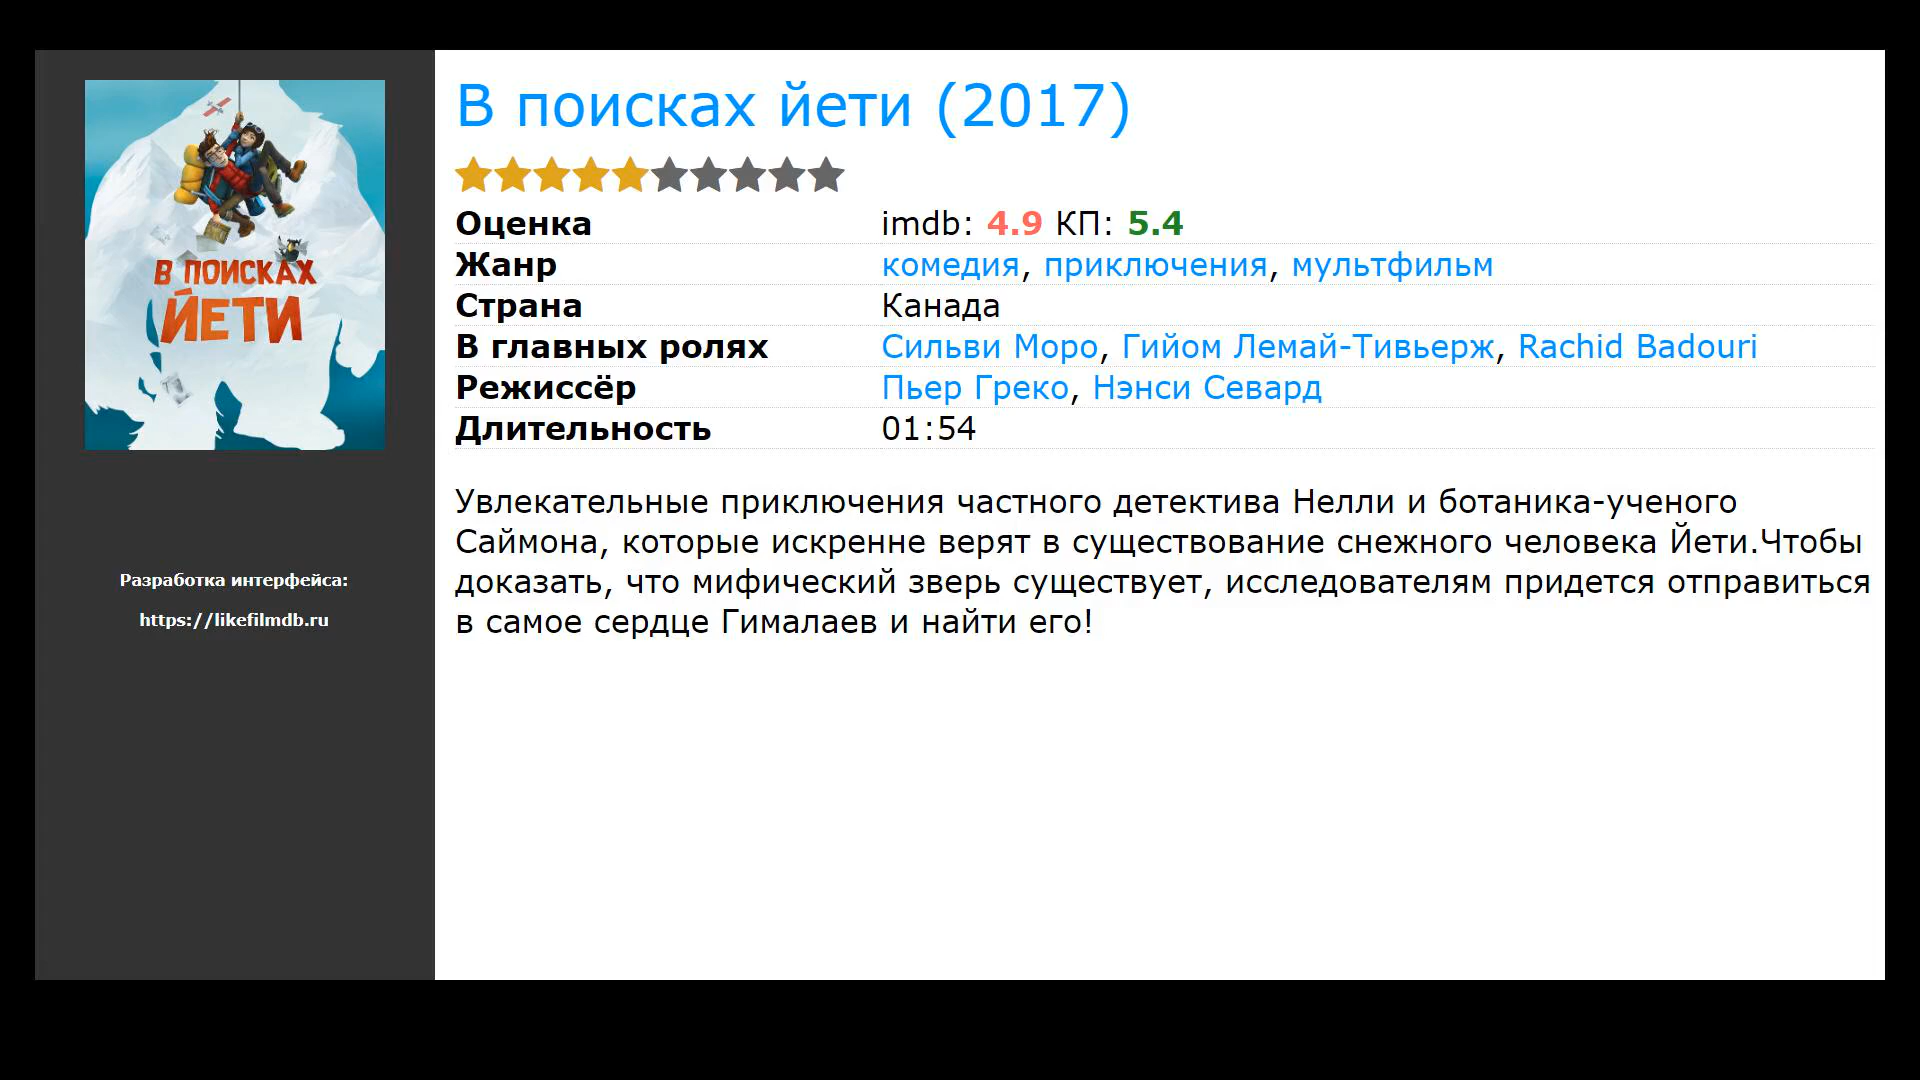 В ПОИСКАХ
ЙЕТИ
Разработка интерфейса:
https://likefilmdb.ru
В поисках йети (2017)
Оценка imdb: 4.9 КП: 5.4
Жанр комедия, приключения, мультфильм
Страна Канада
В главных ролях Сильви Моро, Гийом Лемай-Тивьерж, Rachid Badouri
Режиссёр Пьер Греко, Нэнси Севард
Длительность 01:54
Увлекательные приключения частного детектива Нелли и ботаника-ученого
Саймона, которые искренне верят в существование снежного человека Йети.Чтобы
доказать, что мифический зверь существует, исследователям придется отправиться
в самое сердце Гималаев и найти его!